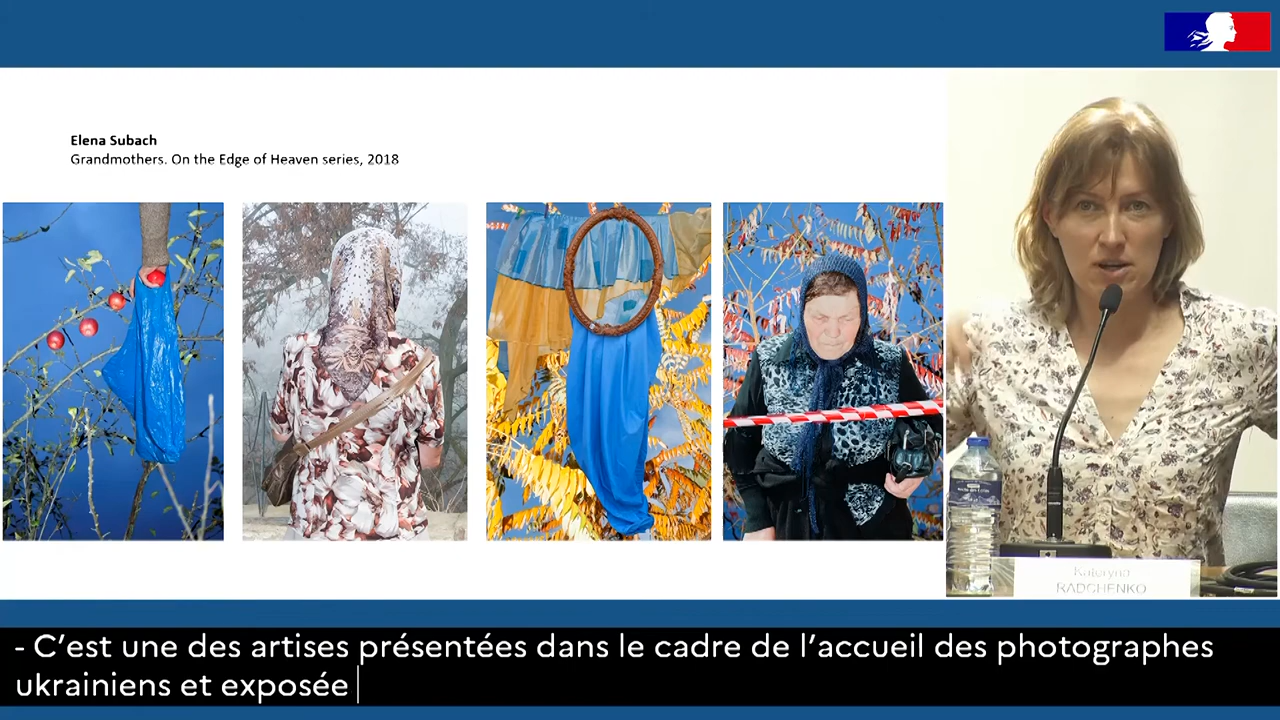 Elena Subach
Grandmothers. On the Edge of Heaven series, 2018
Kateryna
RADCHENKO
- C’est une des artises présentées dans le cadre de l’accueil des photographes
ukrainiens et exposée